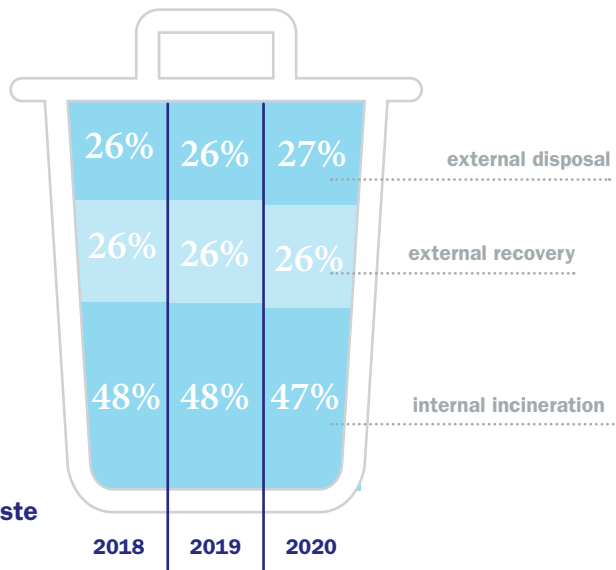 26% 26% 27%
external disposal
26% 26% 26%
external recovery
48% 48% 47%
internal incineration
ste
2018 2019 2020